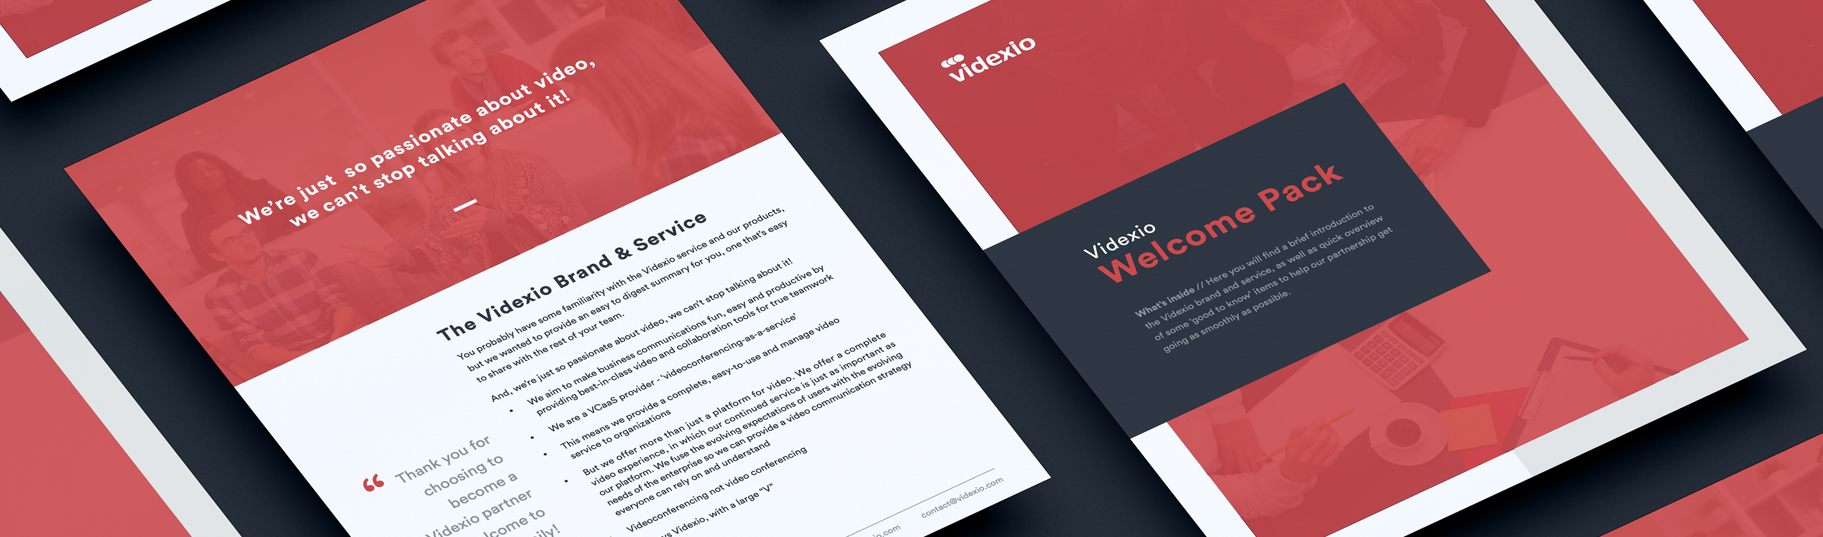 We're just  so passionate about video,
we can't stop talking about it!
The Videxio Brand & Service
You probably have some familiarity with the Videxio service and our products,
but we wanted to provide an easy to digest summary for you, one that's easy
to share with the rest of your team.
And, we're just so passionate about video, we can't stop talking about it!
• We aim to make business communications fun, easy and productive by
providing best-in-class video and collaboration tools for true teamwork
• We are a VCaaS provider - 'videoconferencing-as-a-service'
• This means we provide a complete, easy-to-use and manage video
service to organizations
• But we offer more than just a platform for video. We offer a complete
video experience, in which our continued service is just as important as
our platform. We fuse the evolving expectations of users with the evolving
needs of the enterprise so we can provide a video communication strategy
everyone can rely on and understand
Videoconferencing not video conferencing
Videxio, with a large "V"
“ Thank you for
choosing to
become a
Videxio partner
to
contact@videxio.com
videxio
Videxio
Welcome Pack
What's inside // Here you will find a brief introduction to
the Videxio brand and service, as well as quick overview
of some 'good to know' items to help our partnership get
going as smoothly as possible.